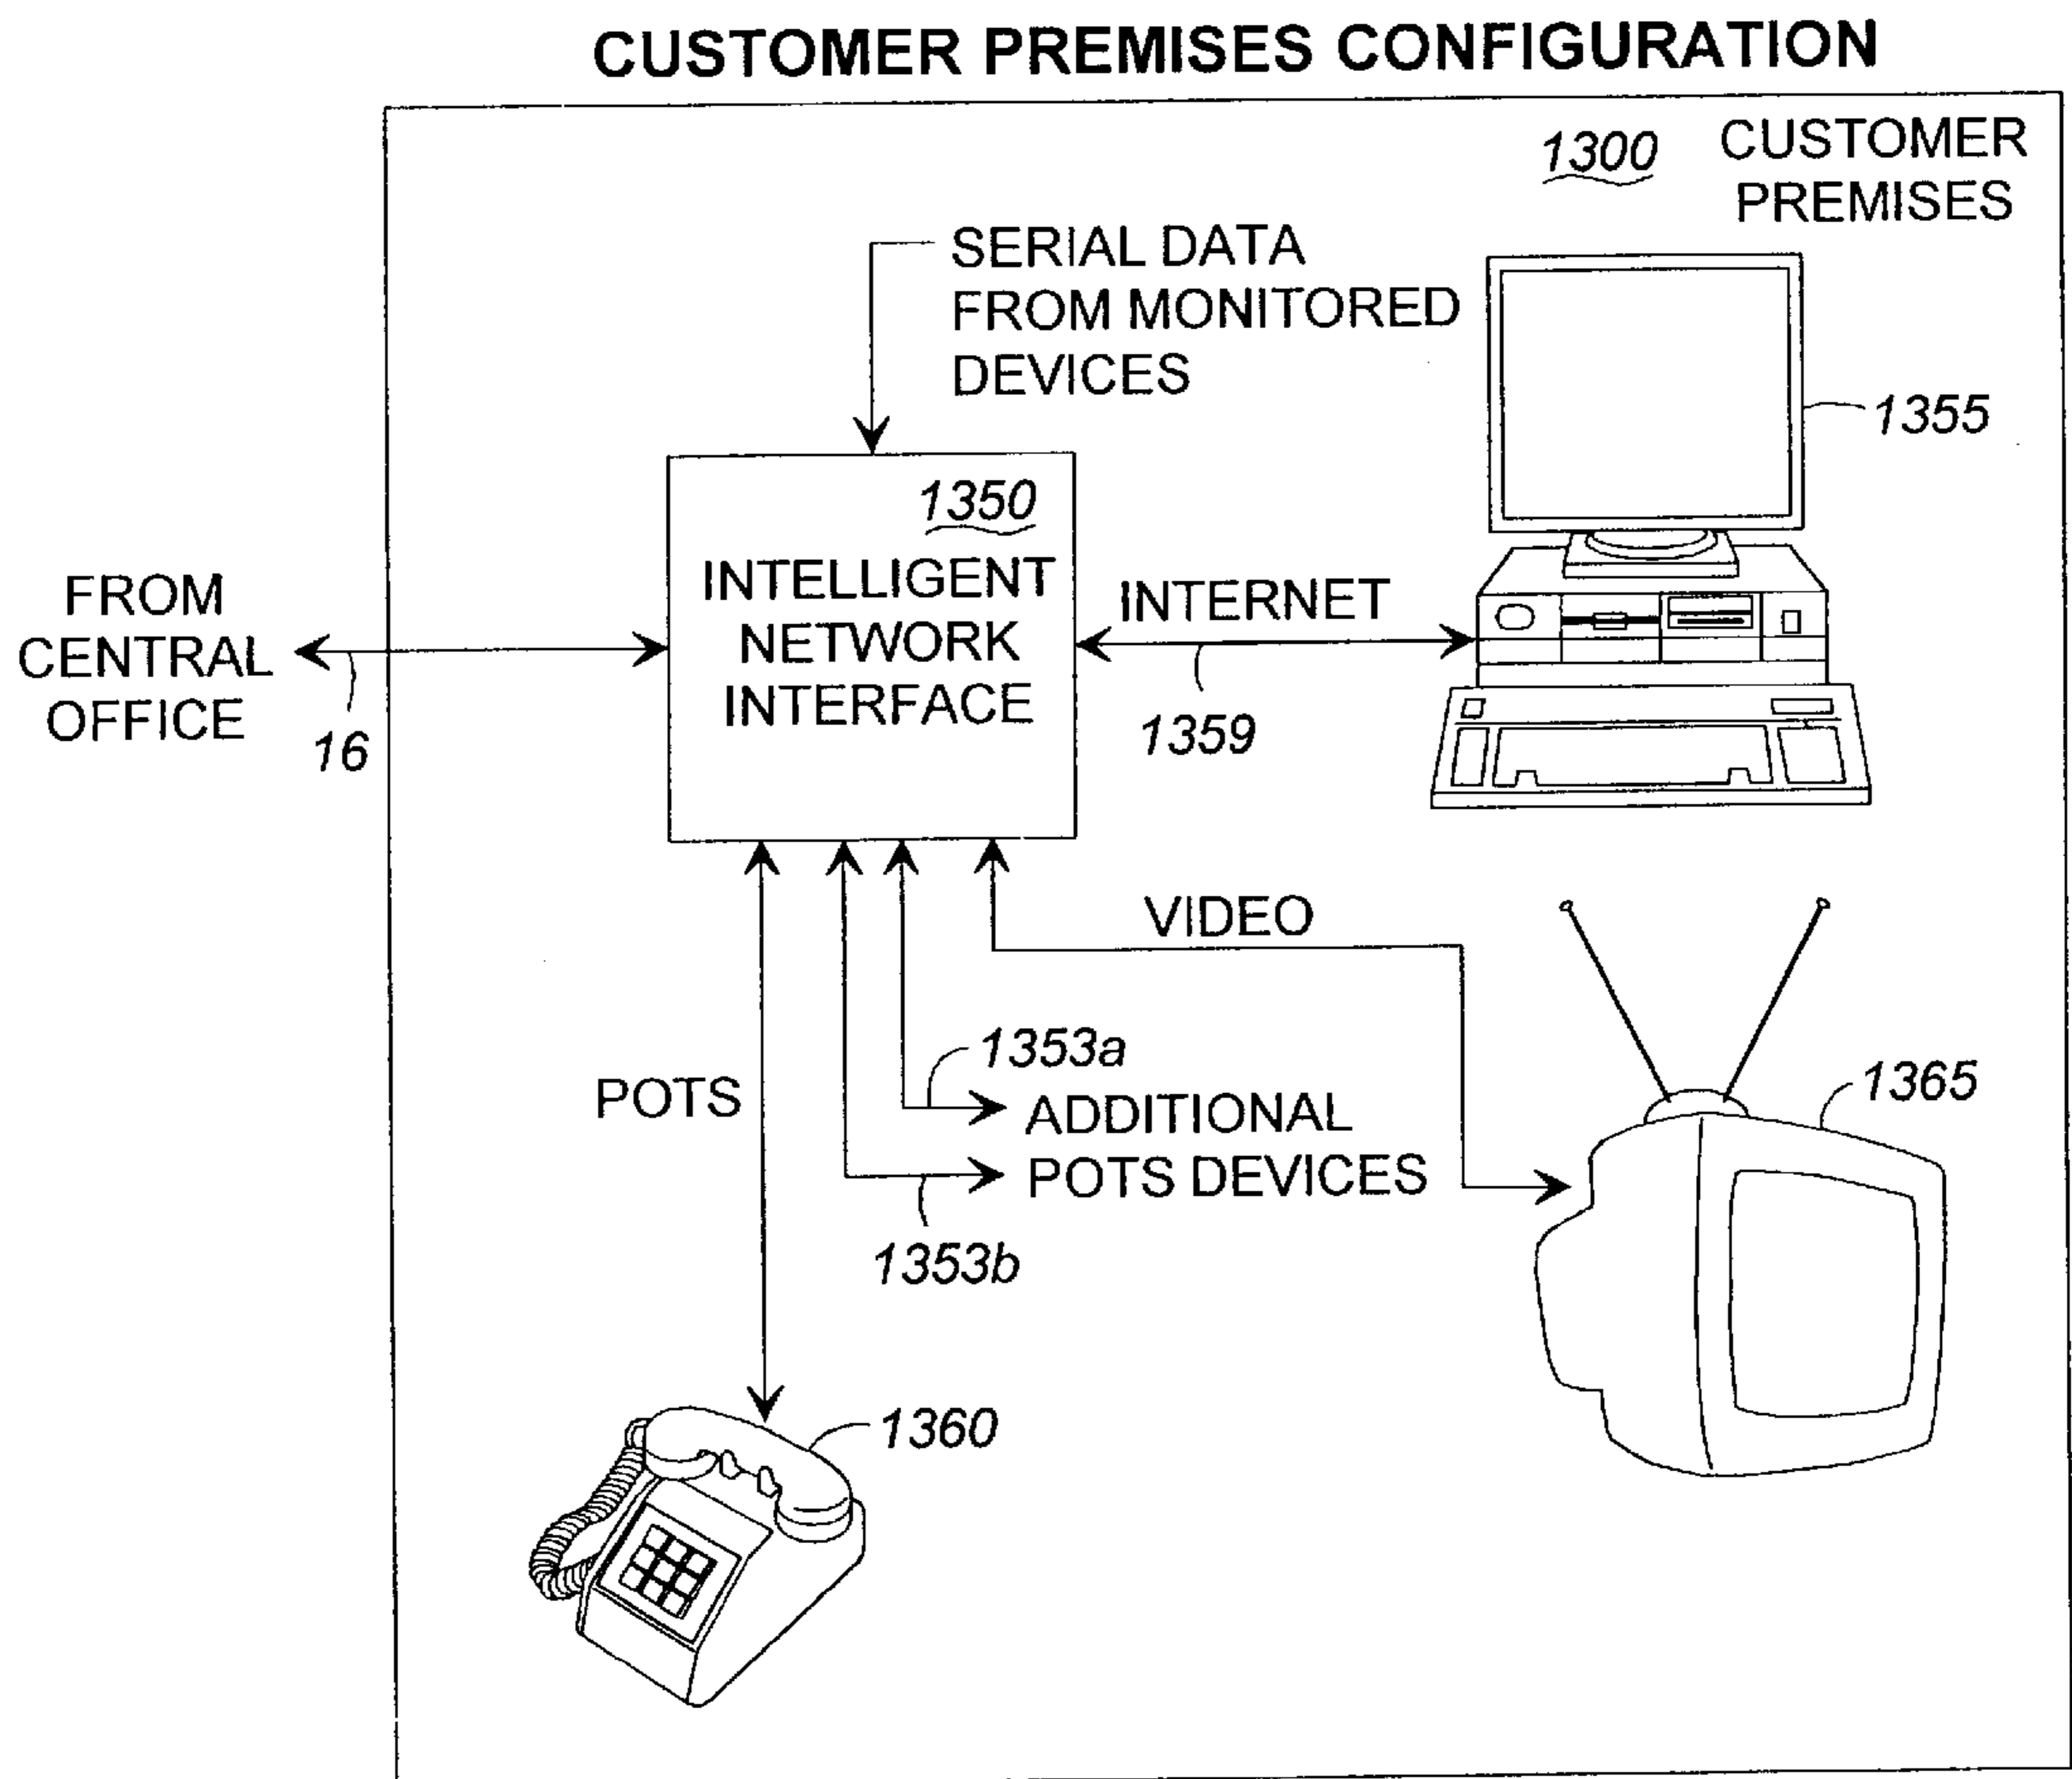 CUSTOMER PREMISES CONFIGURATION
1300
CUSTOMER
PREMISES
SERIAL DATA
FROM MONITORED
DEVICES
1355
1350
INTELLIGENT
NETWORK
INTERFACE
INTERNET
1359
FROM
CENTRAL
OFFICE
16
VIDEO
1353a
POTS
ADDITIONAL
POTS DEVICES
1353b
1365
1360